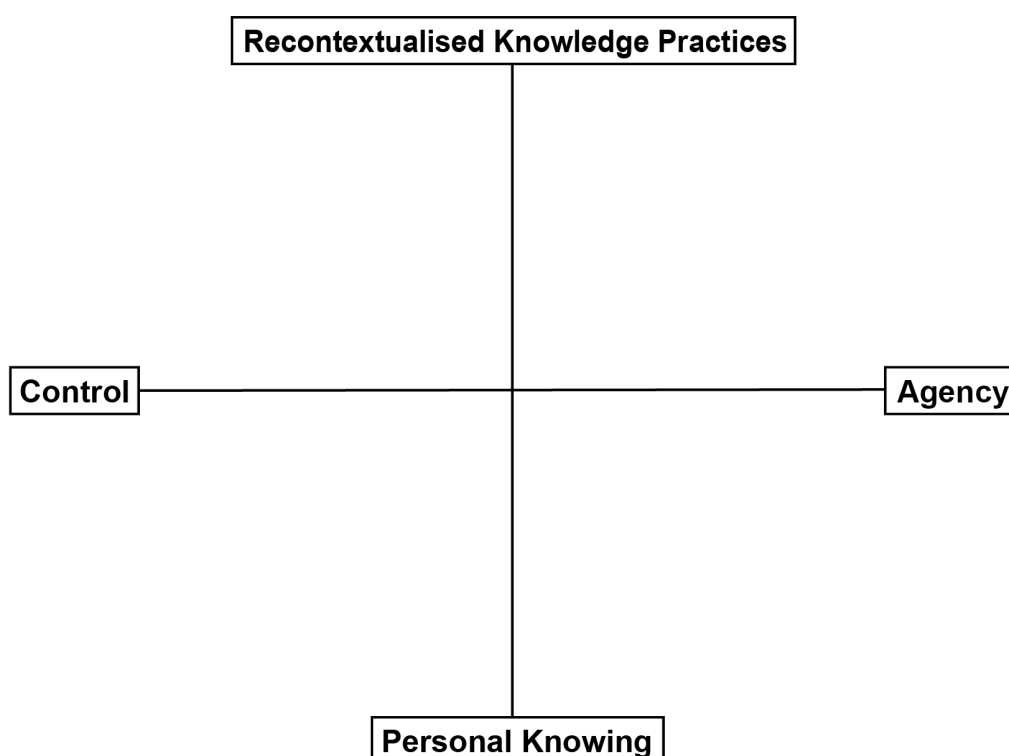 Recontextualised Knowledge Practices
Control
Agency
Personal Knowing